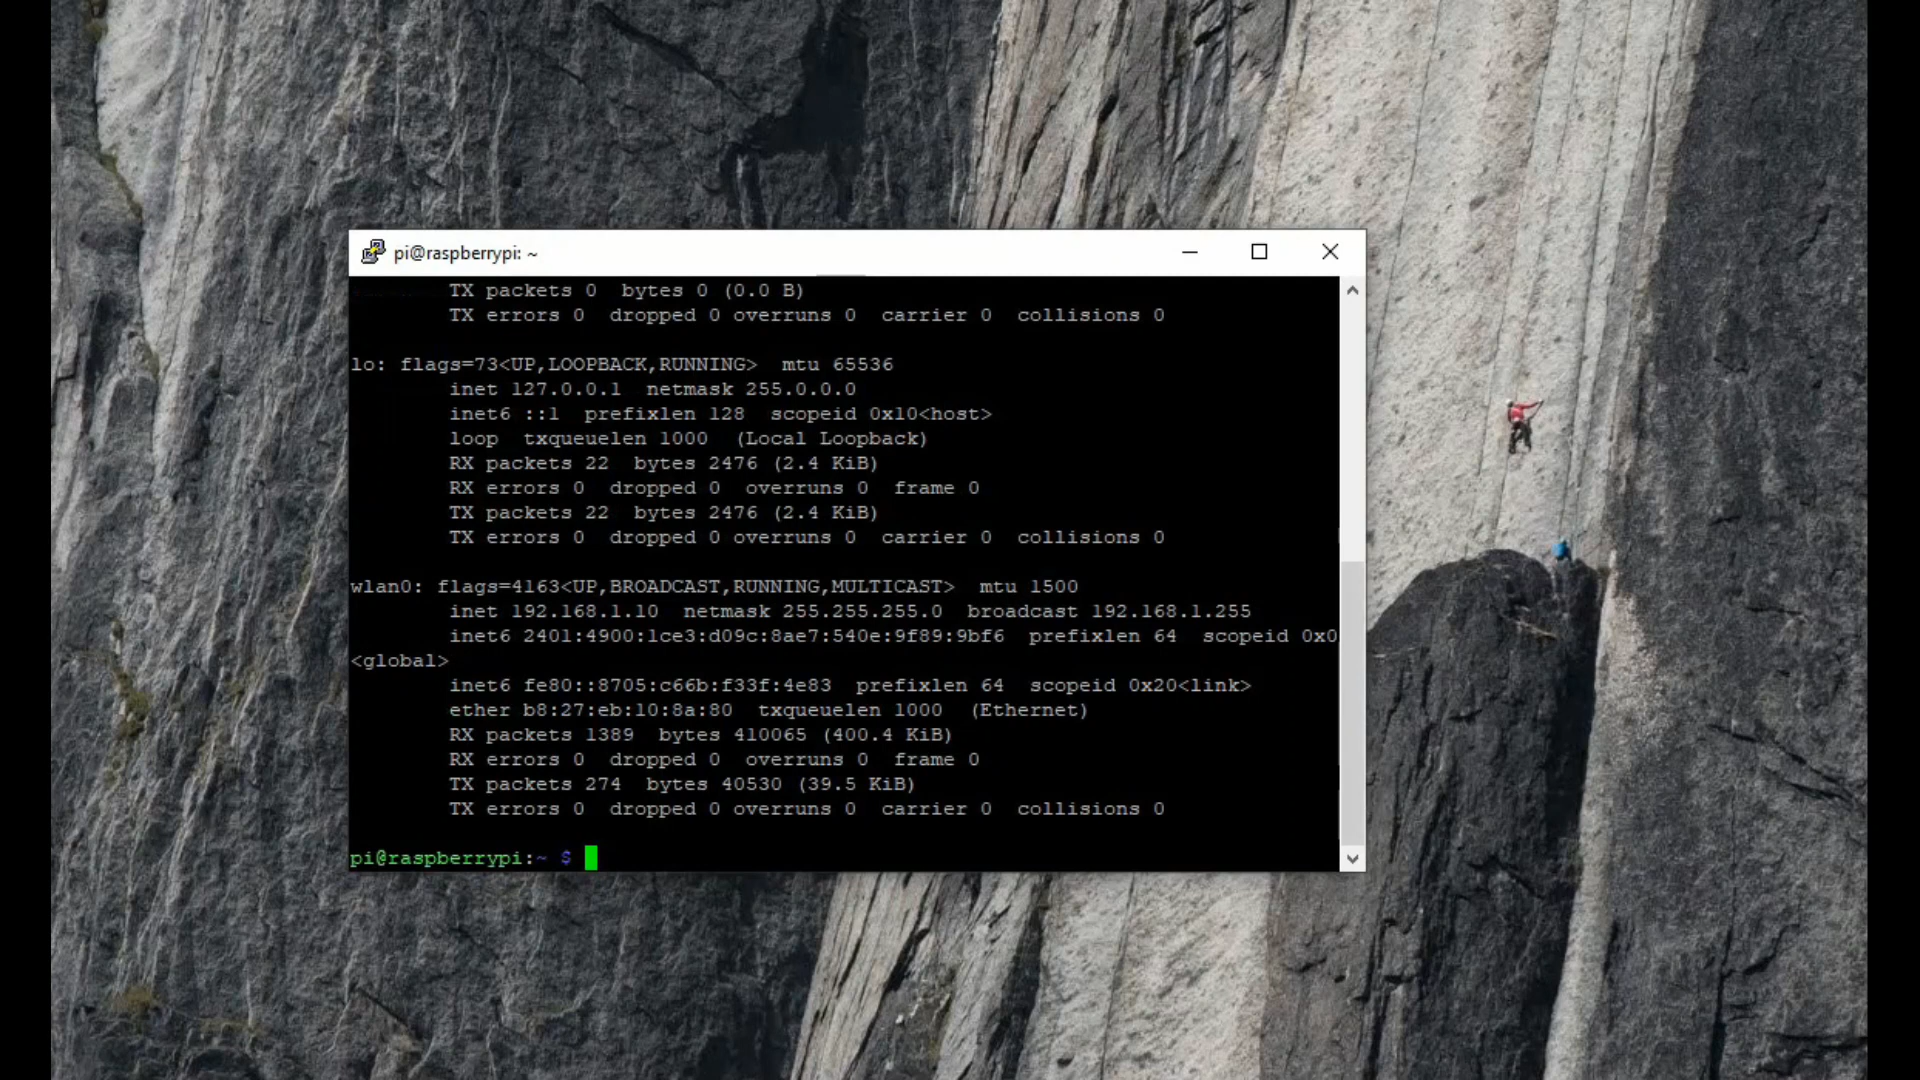 pi@raspberrypi: ~
TX packets 0  bytes 0 (0.0 B)
TX errors 0  dropped 0 overruns 0  carrier 0  collisions 0
lo: flags=73<UP,LOOPBACK,RUNNING>  mtu 65536
inet 127.0.0.1  netmask 255.0.0.0
inet6 ::1  prefixlen 128  scopeid 0x10<host>
loop  txqueuelen 1000  (Local Loopback)
RX packets 22  bytes 2476 (2.4 KiB)
RX errors 0  dropped 0  overruns 0  frame 0
TX packets 22  bytes 2476 (2.4 KiB)
TX errors 0  dropped 0 overruns 0  carrier 0  collisions 0
wlan0: flags=4163<UP,BROADCAST,RUNNING,MULTICAST>  mtu 1500
inet 192.168.1.10  netmask 255.255.255.0  broadcast 192.168.1.255
inet6 2401:4900:1ce3:d09c:8ae7:540e:9f89:9bf6  prefixlen 64  scopeid 0x0
<global>
inet6 fe80::8705:c66b:f33f:4e83  prefixlen 64  scopeid 0x20<link>
ether b8:27:eb:10:8a:80  txqueuelen 1000  (Ethernet)
RX packets 1389  bytes 410065 (400.4 KiB)
RX errors 0  dropped 0  overruns 0  frame 0
TX packets 274  bytes 40530 (39.5 KiB)
TX errors 0  dropped 0 overruns 0  carrier 0  collisions 0
pi@raspberrypi:~ $